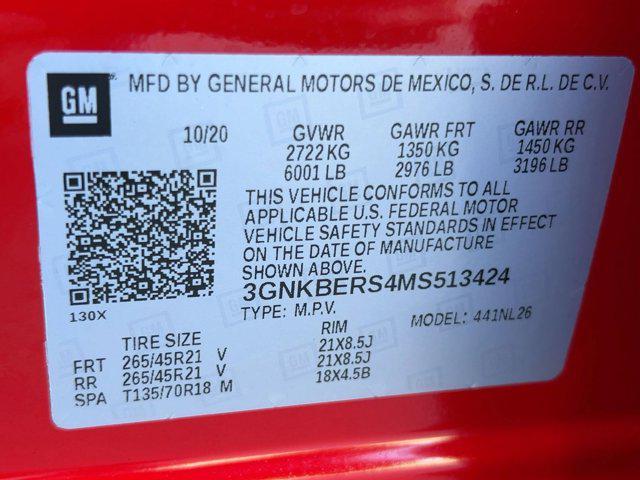 GM
MFD BY GENERAL MOTORS DE MEXICO, S. DE R.L. DE C.V.
10/20 GVWR GAWR FRT GAWR RR
2722 KG 1350 KG 1450 KG
6001 LB 2976 LB 3196 LB
THIS VEHICLE CONFORMS TO ALL
APPLICABLE U.S. FEDERAL MOTOR
VEHICLE SAFETY STANDARDS IN EFFECT
ON THE DATE OF MANUFACTURE
SHOWN ABOVE.
3GNKBERS4MS513424
130X
TYPE: M.P.V. MODEL: 441NL26
TIRE SIZE RIM
FRT 265/45R21 V 21X8.5J
RR 265/45R21 V 21X8.5J
SPA T135/70R18 M 18X4.5B